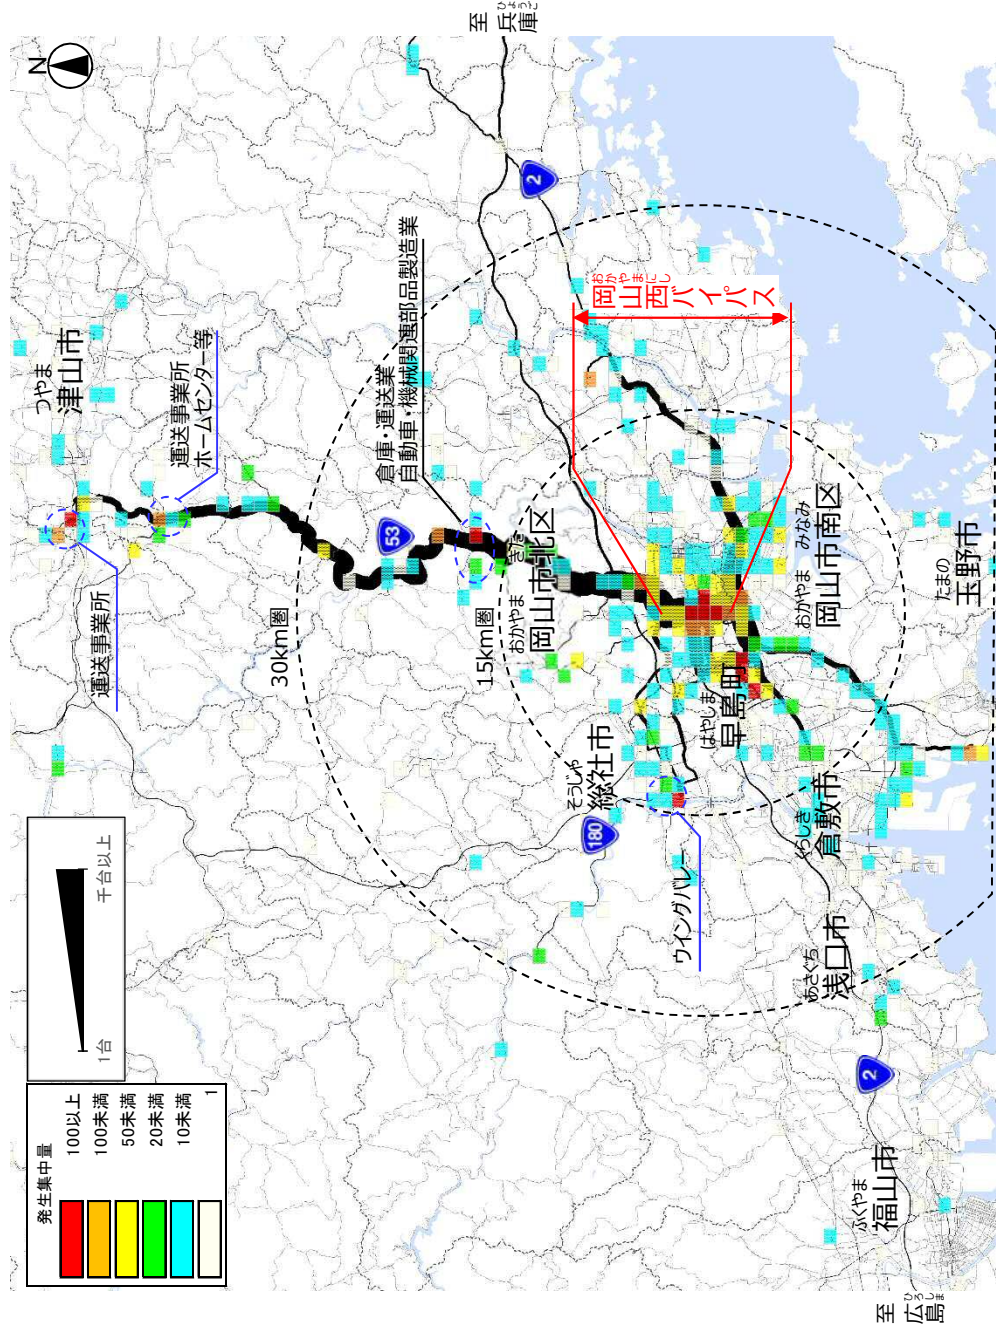 発生集中量
100以上
100未満
50未満
20未満
10未満
1
1台
千台以上
N
至
ひょうご
兵庫
至
ひろしま
広島
つやま
津山市
運送事業所
運送事業所
ホームセンター等
倉庫・運送業
自動車・機械関連部品製造業
53
30km圏
15km圏
おかやま きた
岡山市北区
2
おかやまにし
岡山西バイパス
そうじゃ
総社市
180
ウイングバレー
はやしま
早島町
おかやま みなみ
岡山市南区
たまの
玉野市
くらしき
倉敷市
あさくち
浅口市
2
ふくやま
福山市